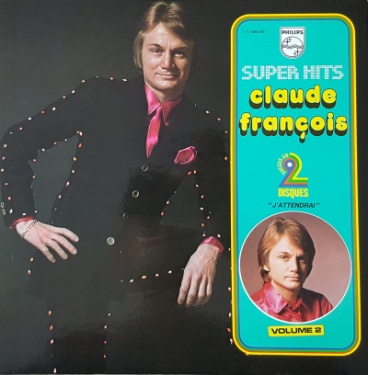 PHILIPS
SUPER HITS
claude
françois
2
DISQUES
"J'ATTENDRAI"
VOLUME 2